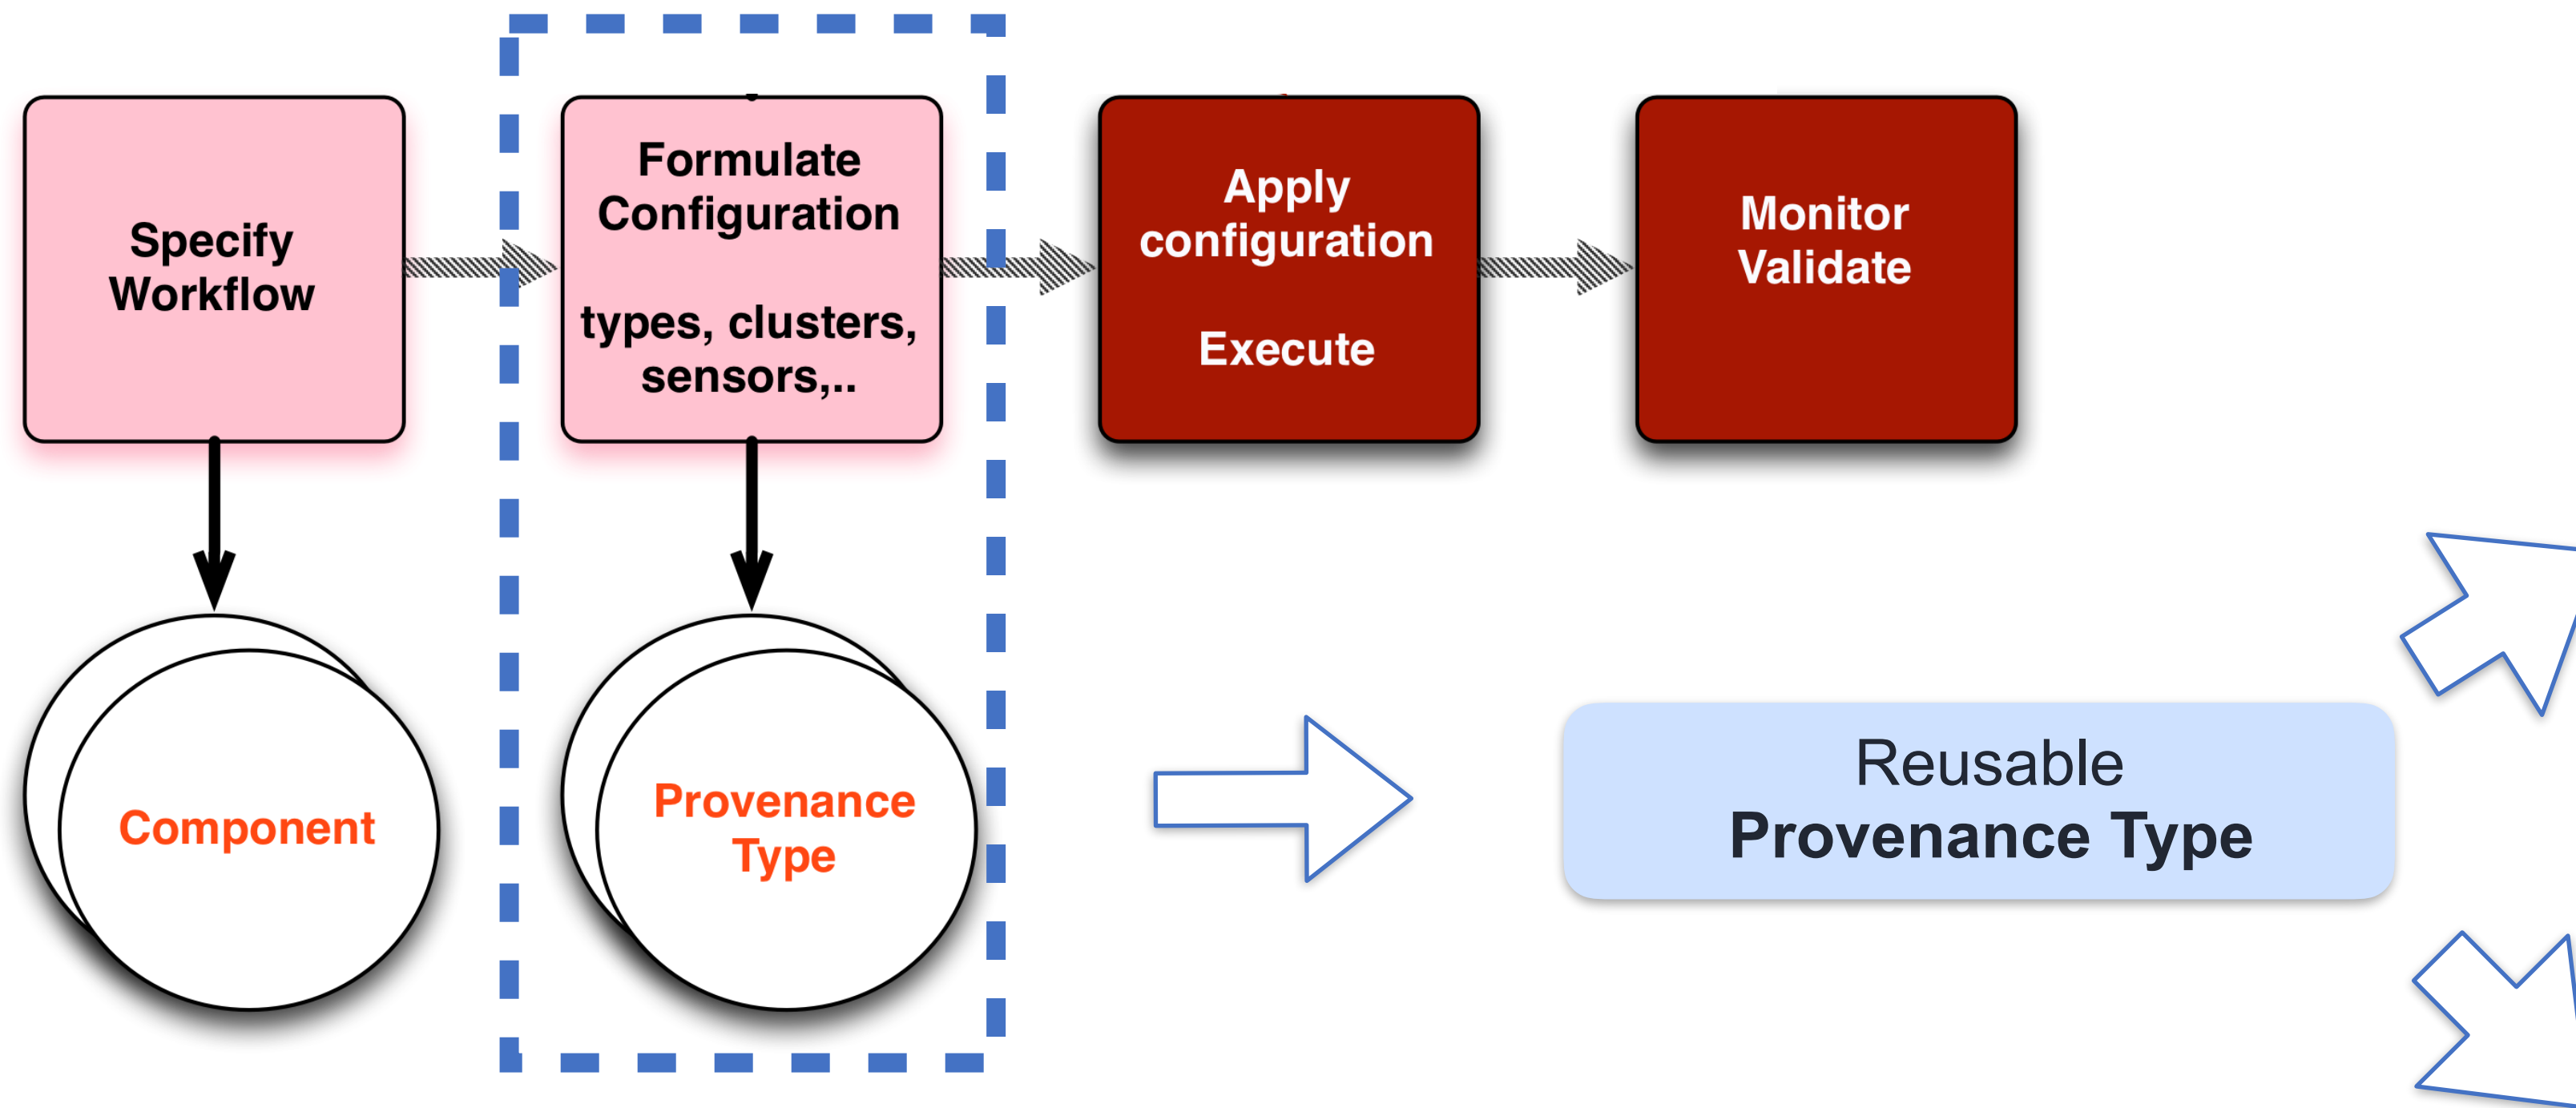 Specify
Workflow
Formulate
Configuration
types, clusters,
sensors,..
Apply
configuration
Execute
Monitor
Validate
Component
Provenance
Type
Reusable
Provenance Type